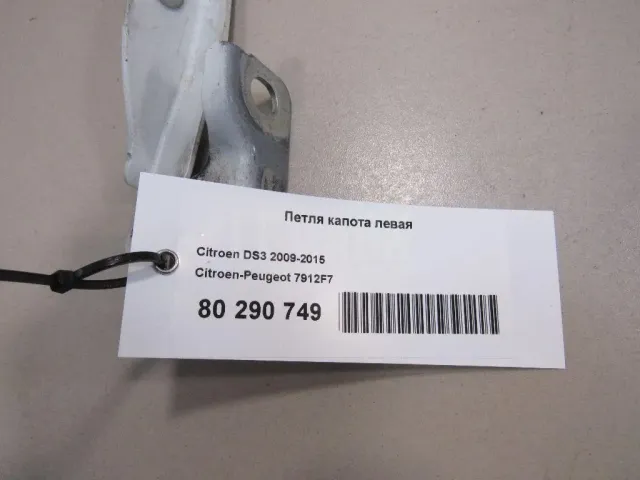 Петля капота левая
Citroen DS3 2009-2015
Citroen-Peugeot 7912F7
80 290 749